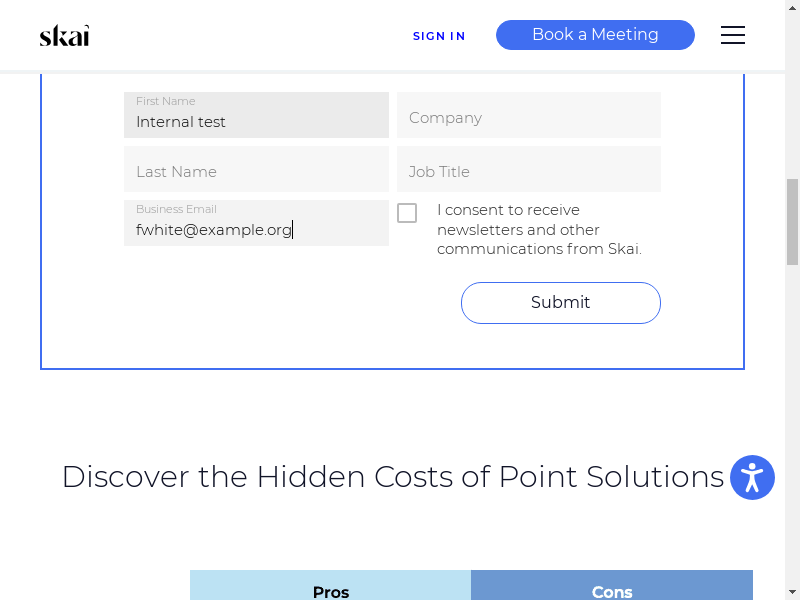 skai
SIGN IN
Book a Meeting
First Name
Internal test
Company
Last Name
Job Title
Business Email
fwhite@example.org
I consent to receive
newsletters and other
communications from Skai.
Submit
Discover the Hidden Costs of Point Solutions
Pros
Cons